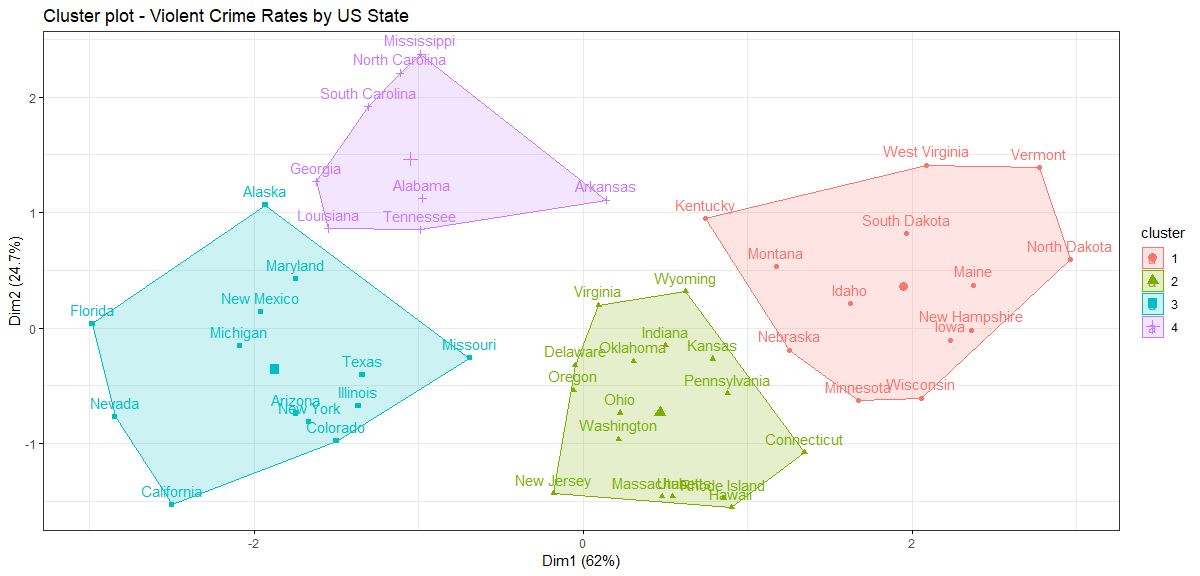 Cluster plot - Violent Crime Rates by US State
Mississippi
North Carolina
South Carolina
Georgia
Alabama
Arkansas
Louisiana
Tennessee
Alaska
Maryland
New Mexico
Florida
Michigan
Missouri
Texas
Illinois
Arizona
New York
Nevada
Colorado
California
West Virginia
Vermont
Kentucky
South Dakota
North Dakota
Montana
Maine
Idaho
New Hampshire
Iowa
Nebraska
Minnesota
Wisconsin
Wyoming
Virginia
Indiana
Oklahoma
Kansas
Delaware
Oregon
Pennsylvania
Ohio
Washington
Connecticut
New Jersey
Massachusetts
Utah
Rhode Island
Hawaii
cluster
1
2
3
4
2
1
0
-1
Dim2 (24.7%)
-2
0
2
Dim1 (62%)